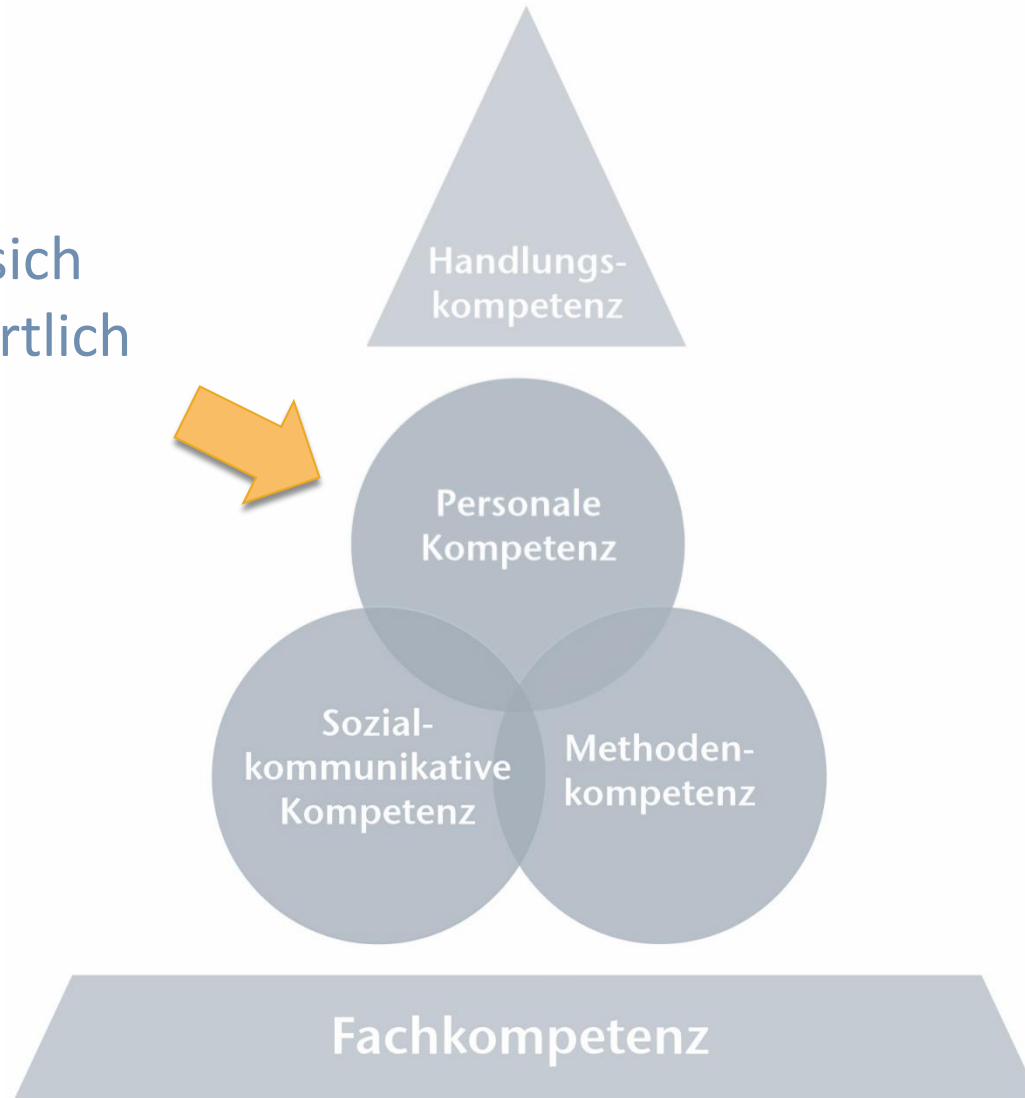 sich
rtlich
Handlungs-
kompetenz
Personale
Kompetenz
Sozial-
kommunikative
Kompetenz
Methoden-
kompetenz
Fachkompetenz